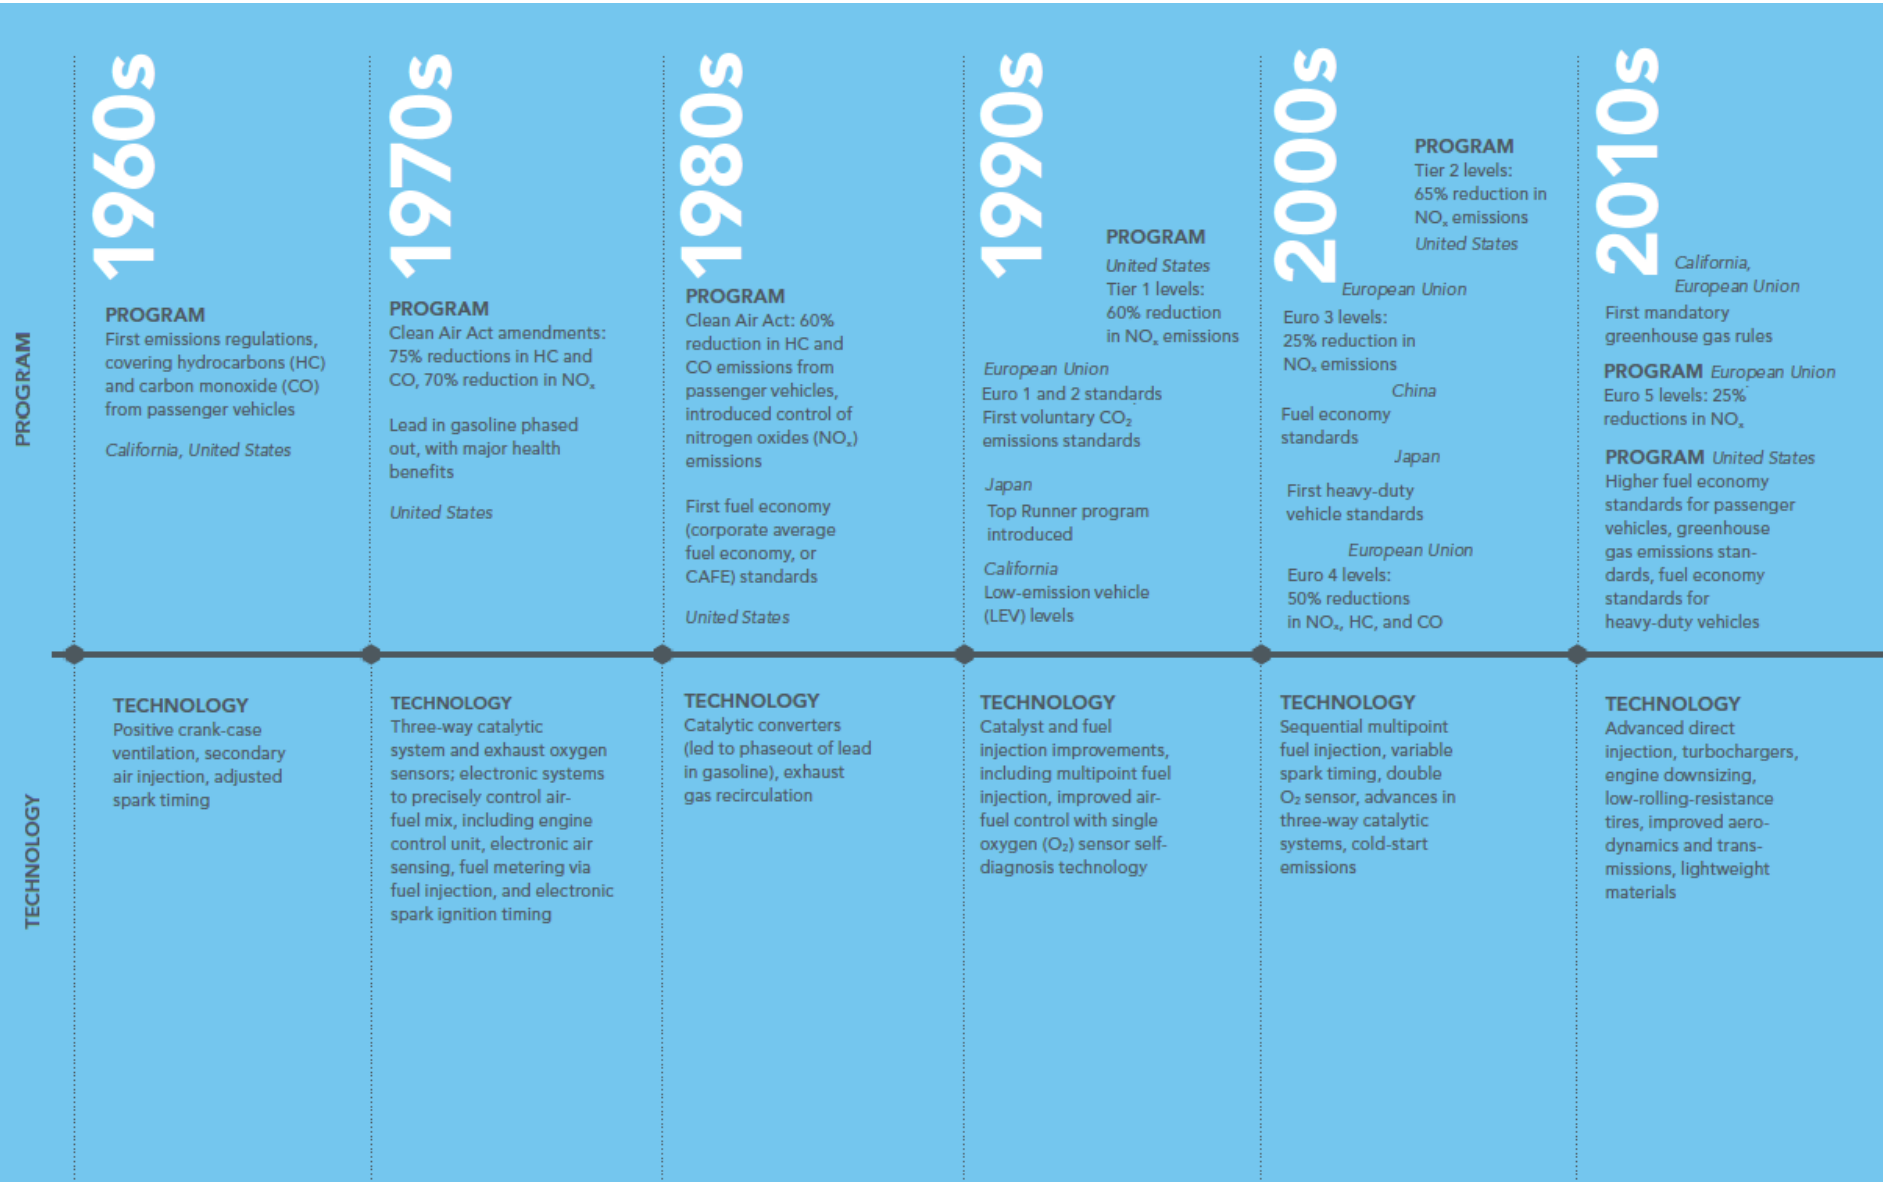 PROGRAM
TECHNOLOGY
1960s
PROGRAM
First emissions regulations,
covering hydrocarbons (HC)
and carbon monoxide (CO)
from passenger vehicles
California, United States
TECHNOLOGY
Positive crank-case
ventilation, secondary
air injection, adjusted
spark timing
1970s
PROGRAM
Clean Air Act amendments:
75% reductions in HC and
CO, 70% reduction in NOₓ
Lead in gasoline phased
out, with major health
benefits
United States
TECHNOLOGY
Three-way catalytic
system and exhaust oxygen
sensors; electronic systems
to precisely control air-
fuel mix, including engine
control unit, electronic air
sensing, fuel metering via
fuel injection, and electronic
spark ignition timing
1980s
PROGRAM
Clean Air Act: 60%
reduction in HC and
CO emissions from
passenger vehicles,
introduced control of
nitrogen oxides (NOₓ)
emissions
First fuel economy
(corporate average
fuel economy, or
CAFE) standards
United States
TECHNOLOGY
Catalytic converters
(led to phaseout of lead
in gasoline), exhaust
gas recirculation
1990s
PROGRAM
United States
Tier 1 levels:
60% reduction
in NOₓ emissions
European Union
Euro 1 and 2 standards
First voluntary CO₂
emissions standards
Japan
Top Runner program
introduced
California
Low-emission vehicle
(LEV) levels
TECHNOLOGY
Catalyst and fuel
injection improvements,
including multipoint fuel
injection, improved air-
fuel control with single
oxygen (O₂) sensor self-
diagnosis technology
2000s
PROGRAM
Tier 2 levels:
65% reduction in
NOₓ emissions
United States
European Union
Euro 3 levels:
25% reduction in
NOₓ emissions
China
Fuel economy
standards
Japan
First heavy-duty
vehicle standards
European Union
Euro 4 levels:
50% reductions
in NOₓ, HC, and CO
TECHNOLOGY
Sequential multipoint
fuel injection, variable
spark timing, double
O₂ sensor, advances in
three-way catalytic
systems, cold-start
emissions
2010s
California,
European Union
First mandatory
greenhouse gas rules
PROGRAM European Union
Euro 5 levels: 25%
reductions in NOₓ
PROGRAM United States
Higher fuel economy
standards for passenger
vehicles, greenhouse
gas emissions stan-
dards, fuel economy
standards for
heavy-duty vehicles
TECHNOLOGY
Advanced direct
injection, turbochargers,
engine downsizing,
low-rolling-resistance
tires, improved aero-
dynamics and trans-
missions, lightweight
materials